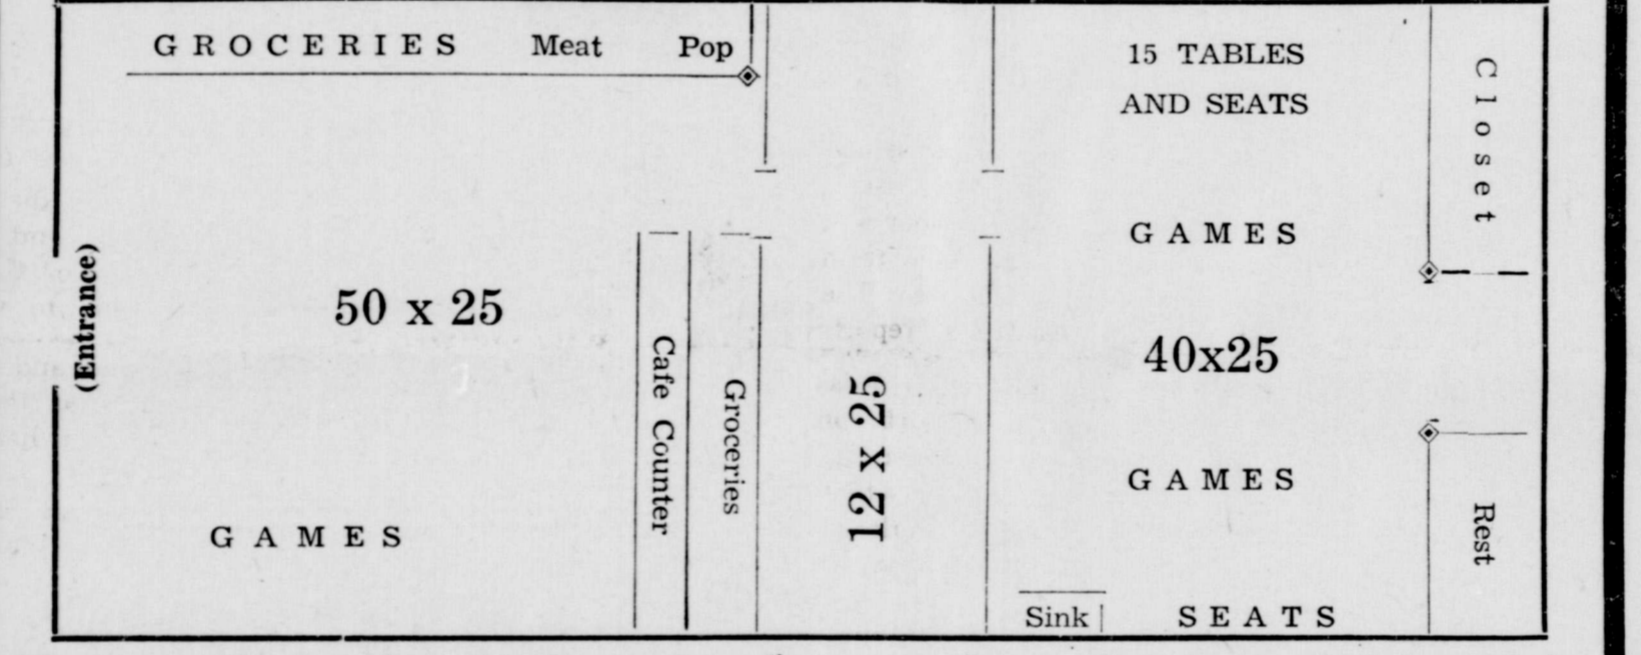 GROCERIES Meat Pop
(Entrance)
50 x 25
GAMES
Cafe Counter
Groceries
12 x 25
15 TABLES
AND SEATS
GAMES
40x25
GAMES
Sink
SEATS
Closet
Rest